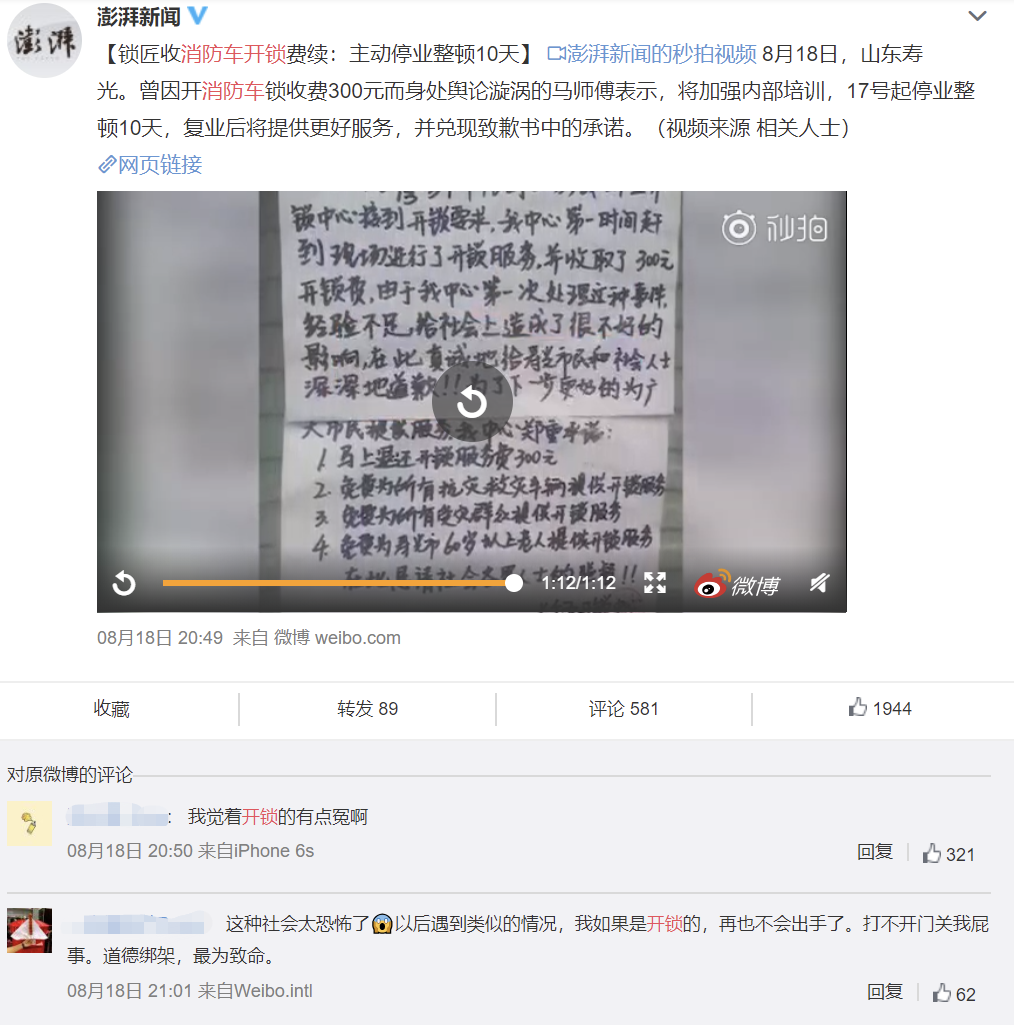 澎湃
澎湃新闻
【锁匠收消防车开锁费续：主动停业整顿10天】 澎湃新闻的秒拍视频 8月18日，山东寿
光。曾因开消防车锁收费300元而身处舆论漩涡的马师傅表示，将加强内部培训，17号起停业整
顿10天，复业后将提供更好服务，并兑现致歉书中的承诺。（视频来源 相关人士）
网页链接
秒拍
锁中心接到开锁要求，我中心第一时间赶
到现场进行了开锁服务，并收取了300元
开锁费，由于我中心第一次处理这种事件，
经验不足，给社会上造成了很不好的
影响，在此真诚地给寿光市民和社会人士
深深地道歉!!为了下一步更好的为广
大市民提供服务，我中心郑重承诺：
1. 马上退还开锁服务费300元
2. 免费为所有抗灾救灾车辆提供开锁服务
3. 免费为所有受灾群众提供开锁服务
4. 免费为寿光市60岁以上老人提供开锁服务
1:12/1:12
微博
08月18日 20:49 来自 微博 weibo.com
收藏
转发 89
评论 581
1944
对原微博的评论
： 我觉着开锁的有点冤啊
08月18日 20:50 来自iPhone 6s
回复
321
这种社会太恐怖了😱以后遇到类似的情况，我如果是开锁的，再也不会出手了。打不开门关我屁
事。道德绑架，最为致命。
08月18日 21:01 来自Weibo.intl
回复
62